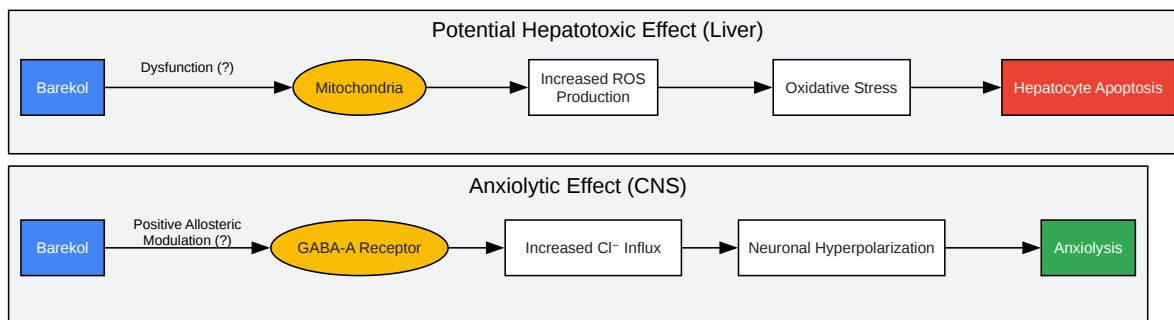 Potential Hepatotoxic Effect (Liver)
Barekol
Dysfunction (?)
Mitochondria
Increased ROS
Production
Oxidative Stress
Hepatocyte Apoptosis
Anxiolytic Effect (CNS)
Barekol
Positive Allosteric
Modulation (?)
GABA-A Receptor
Increased Cl⁻ Influx
Neuronal Hyperpolarization
Anxiolysis